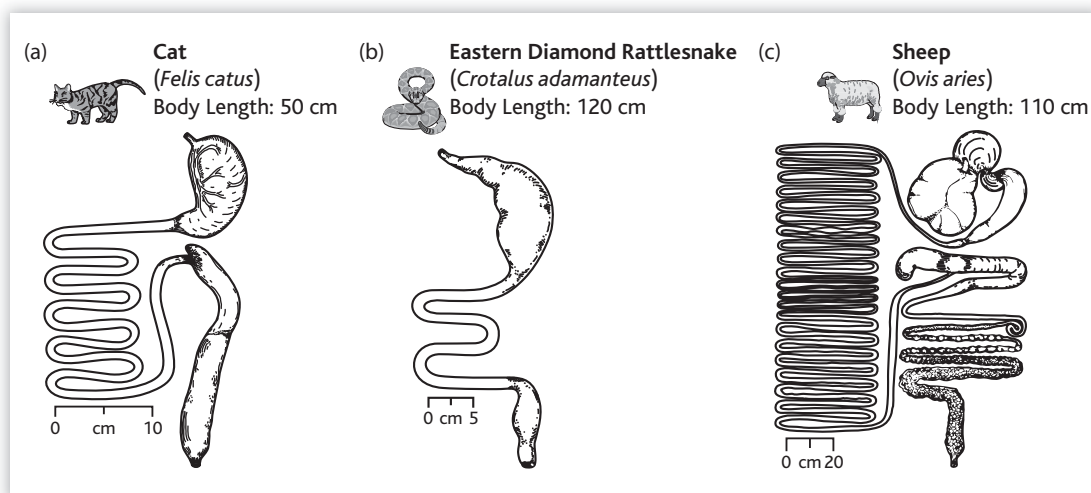 (a)
Cat
(Felis catus)
Body Length: 50 cm
0 cm 10
(b)
Eastern Diamond Rattlesnake
(Crotalus adamanteus)
Body Length: 120 cm
0 cm 5
(c)
Sheep
(Ovis aries)
Body Length: 110 cm
0 cm 20